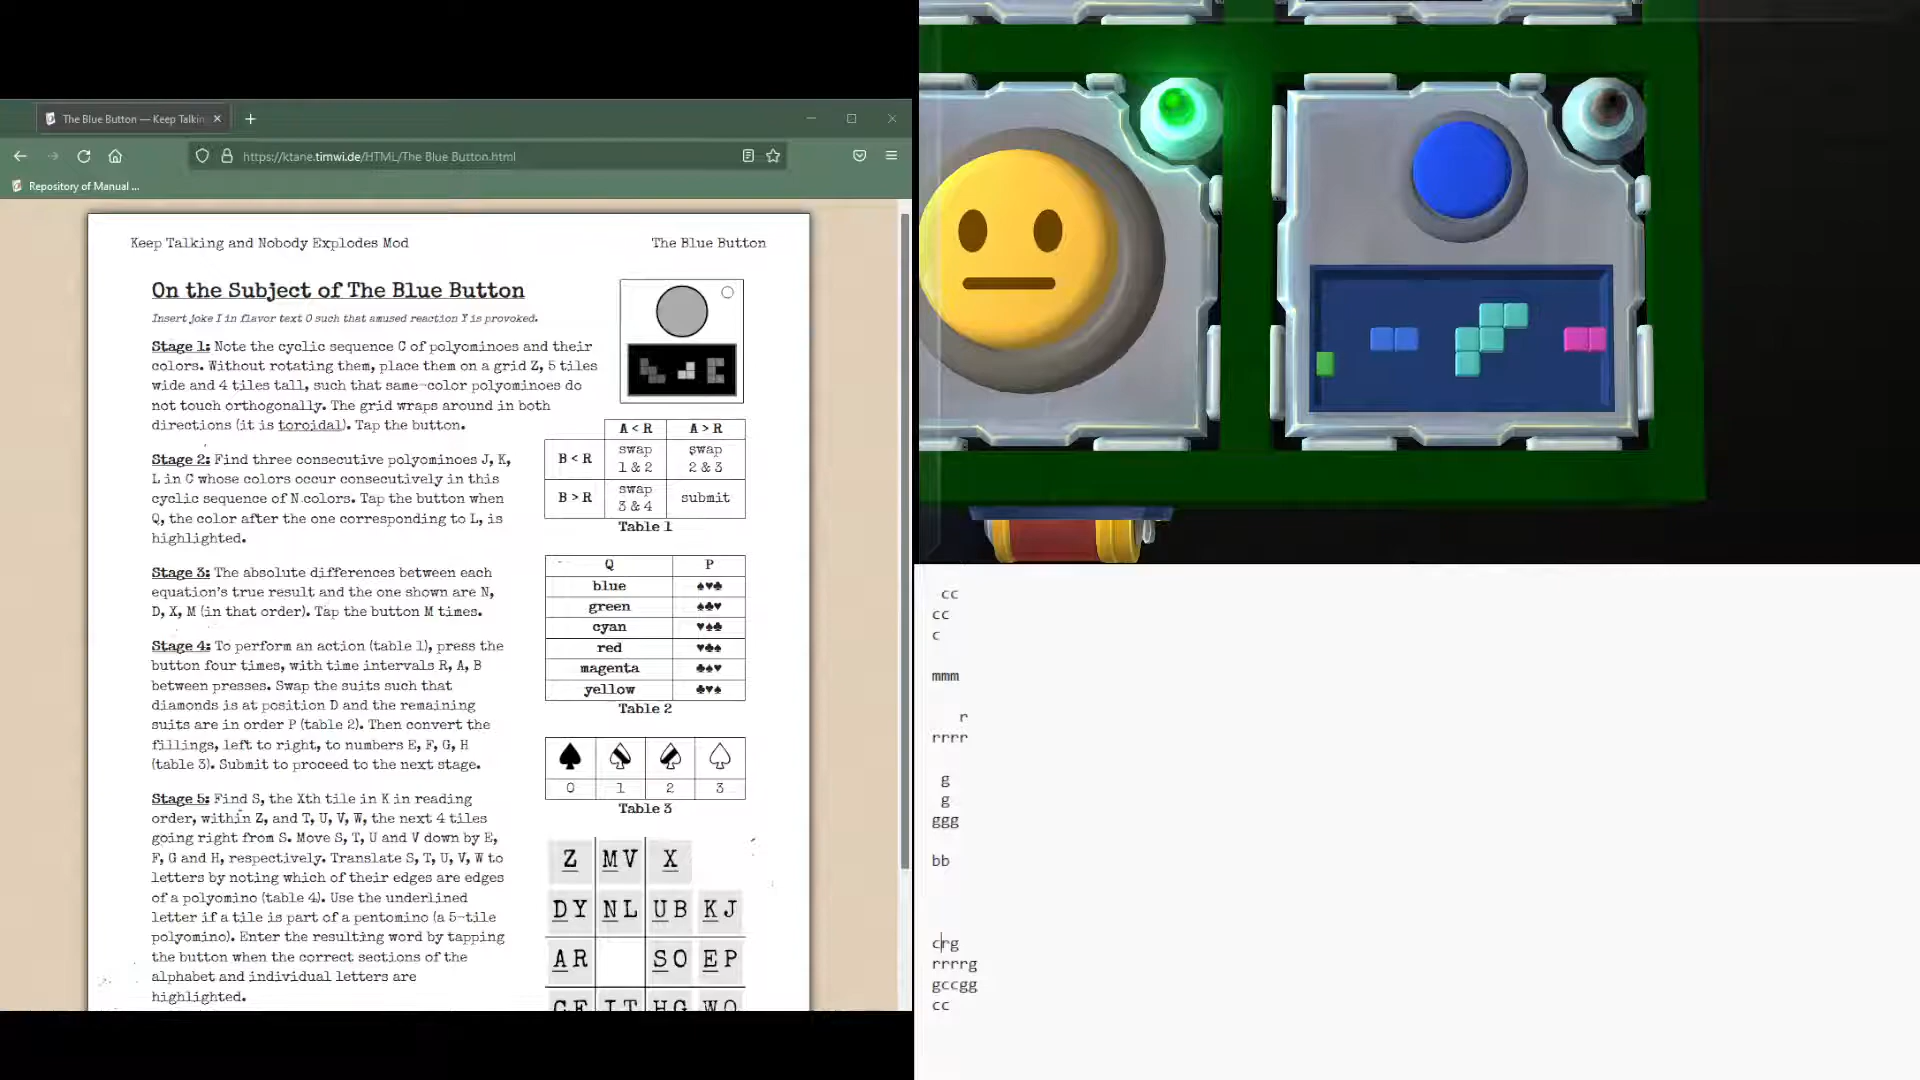 The Blue Button — Keep Talkin
https://ktane.timwi.de/HTML/The Blue Button.html
Repository of Manual ...
Keep Talking and Nobody Explodes Mod
The Blue Button
On the Subject of The Blue Button
Insert joke I in flavor text O such that amused reaction Y is provoked.
Stage 1: Note the cyclic sequence C of polyominoes and their
colors. Without rotating them, place them on a grid Z, 5 tiles
wide and 4 tiles tall, such that same-color polyominoes do
not touch orthogonally. The grid wraps around in both
directions (it is toroidal). Tap the button.
Stage 2: Find three consecutive polyominoes J, K,
L in C whose colors occur consecutively in this
cyclic sequence of N colors. Tap the button when
Q, the color after the one corresponding to L, is
highlighted.
Stage 3: The absolute differences between each
equation's true result and the one shown are N,
D, X, M (in that order). Tap the button M times.
Stage 4: To perform an action (table 1), press the
button four times, with time intervals R, A, B
between presses. Swap the suits such that
diamonds is at position D and the remaining
suits are in order P (table 2). Then convert the
fillings, left to right, to numbers E, F, G, H
(table 3). Submit to proceed to the next stage.
Stage 5: Find S, the Xth tile in K in reading
order, within Z, and T, U, V, W, the next 4 tiles
going right from S. Move S, T, U and V down by E,
F, G and H, respectively. Translate S, T, U, V, W to
letters by noting which of their edges are edges
of a polyomino (table 4). Use the underlined
letter if a tile is part of a pentomino (a 5-tile
polyomino). Enter the resulting word by tapping
the button when the correct sections of the
alphabet and individual letters are
highlighted.
A < R A > R
B < R swap 1 & 2 swap 2 & 3
B > R swap 3 & 4 submit
Table 1
Q P
blue ♠♥♣
green ♠♣♥
cyan ♥♠♣
red ♥♣♠
magenta ♣♠♥
yellow ♣♥♠
Table 2
0 1 2 3
Table 3
Z MV X
DY NL UB KJ
AR SO EP
CF IT HG WQ
cc
cc
c
mmm
r
rrrr
g
g
ggg
bb
crg
rrrrg
gccgg
cc